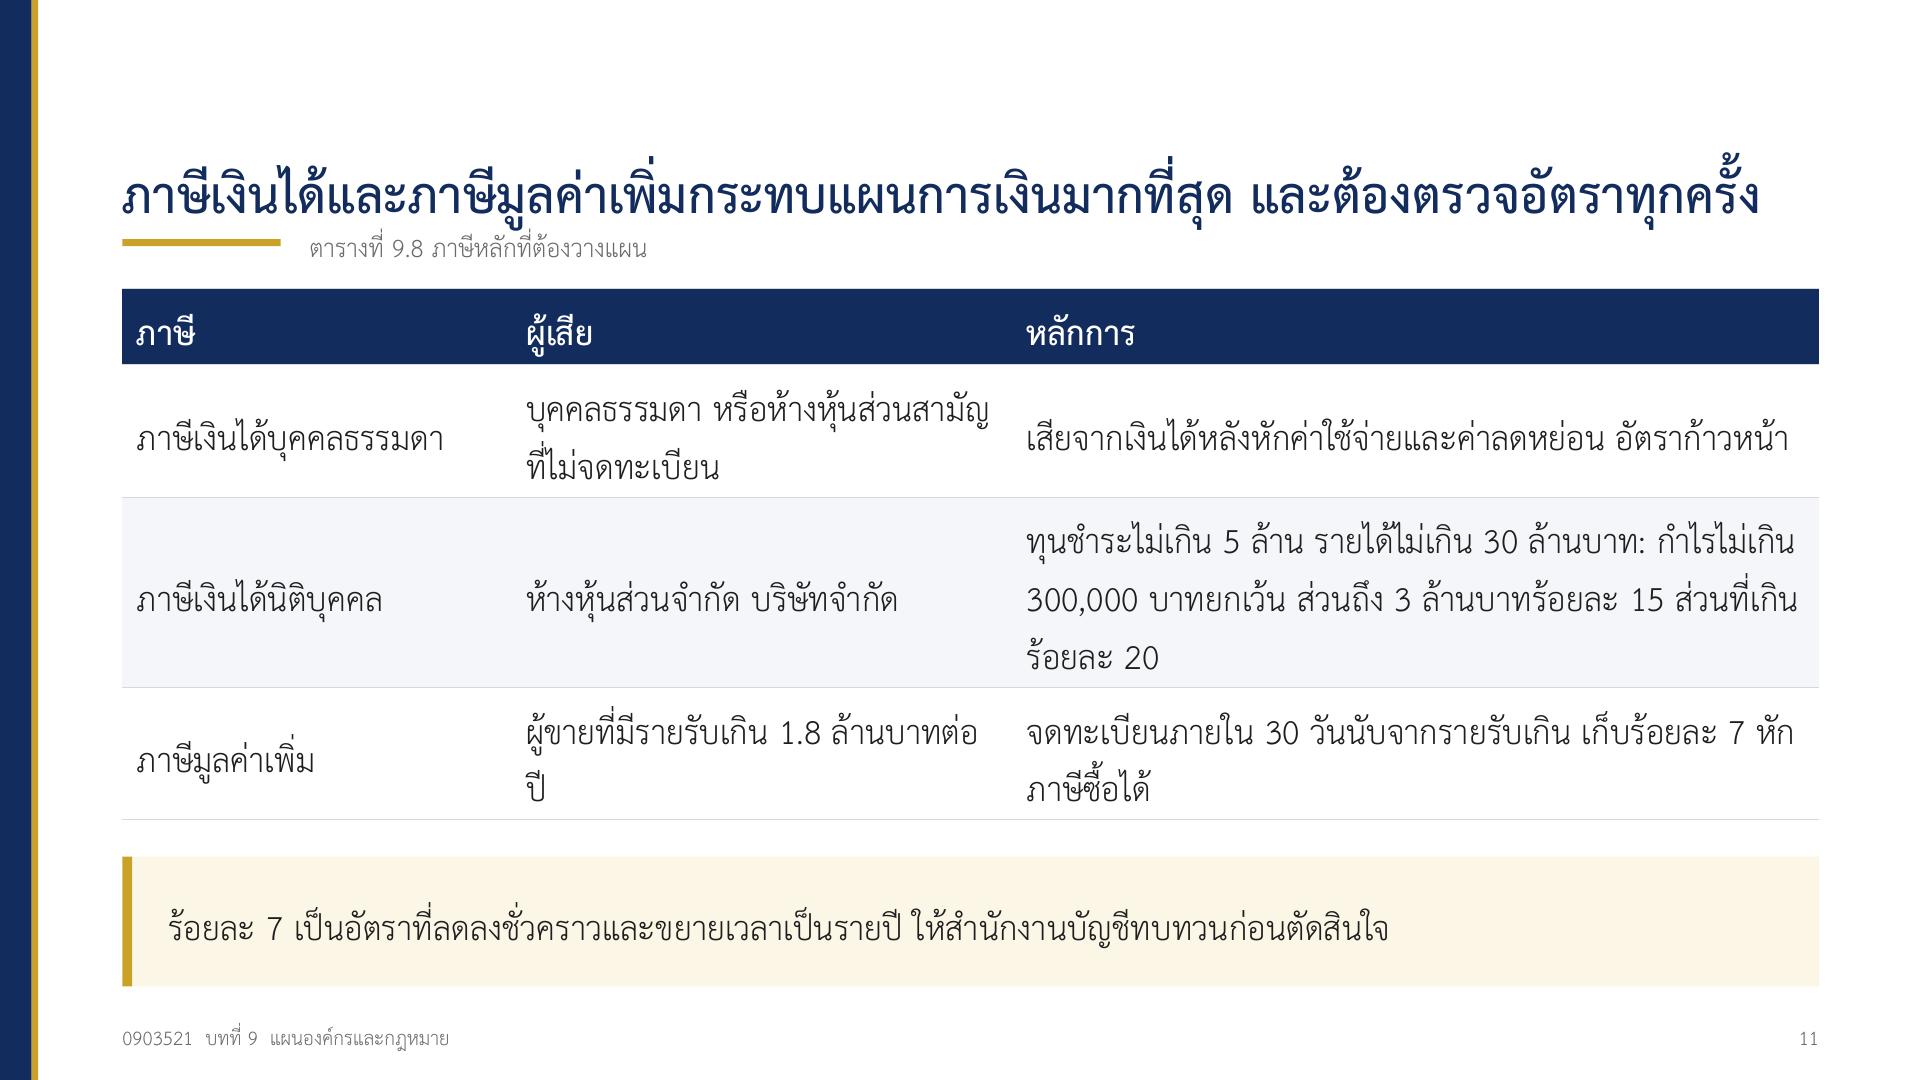 ภาษีเงินได้และภาษีมูลค่าเพิ่มกระทบแผนการเงินมากที่สุด และต้องตรวจอัตราทุกครั้ง
ตารางที่ 9.8 ภาษีหลักที่ต้องวางแผน
ภาษี ผู้เสีย หลักการ
ภาษีเงินได้บุคคลธรรมดา
บุคคลธรรมดา หรือห้างหุ้นส่วนสามัญ
ที่ไม่จดทะเบียน
เสียจากเงินได้หลังหักค่าใช้จ่ายและค่าลดหย่อน อัตราก้าวหน้า
ภาษีเงินได้นิติบุคคล
ห้างหุ้นส่วนจำกัด บริษัทจำกัด
ทุนชำระไม่เกิน 5 ล้าน รายได้ไม่เกิน 30 ล้านบาท: กำไรไม่เกิน
300,000 บาทยกเว้น ส่วนถึง 3 ล้านบาทร้อยละ 15 ส่วนที่เกิน
ร้อยละ 20
ภาษีมูลค่าเพิ่ม
ผู้ขายที่มีรายรับเกิน 1.8 ล้านบาทต่อ
ปี
จดทะเบียนภายใน 30 วันนับจากรายรับเกิน เก็บร้อยละ 7 หัก
ภาษีซื้อได้
ร้อยละ 7 เป็นอัตราที่ลดลงชั่วคราวและขยายเวลาเป็นรายปี ให้สำนักงานบัญชีทบทวนก่อนตัดสินใจ
0903521 บทที่ 9 แผนองค์กรและกฎหมาย
11